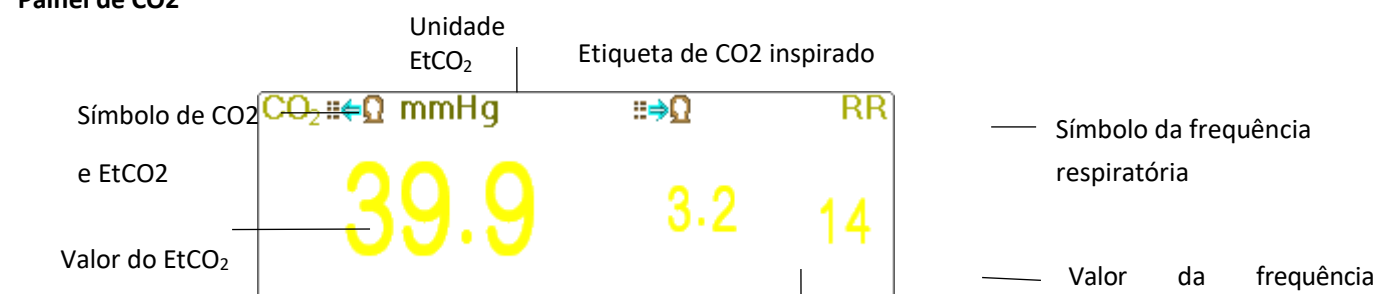 Painel de CO2
Unidade
EtCO₂
Etiqueta de CO2 inspirado
Símbolo de CO2
e EtCO2
CO₂ mmHg RR
Símbolo da frequência
respiratória
39.9 3.2 14
Valor do EtCO₂
Valor da frequência